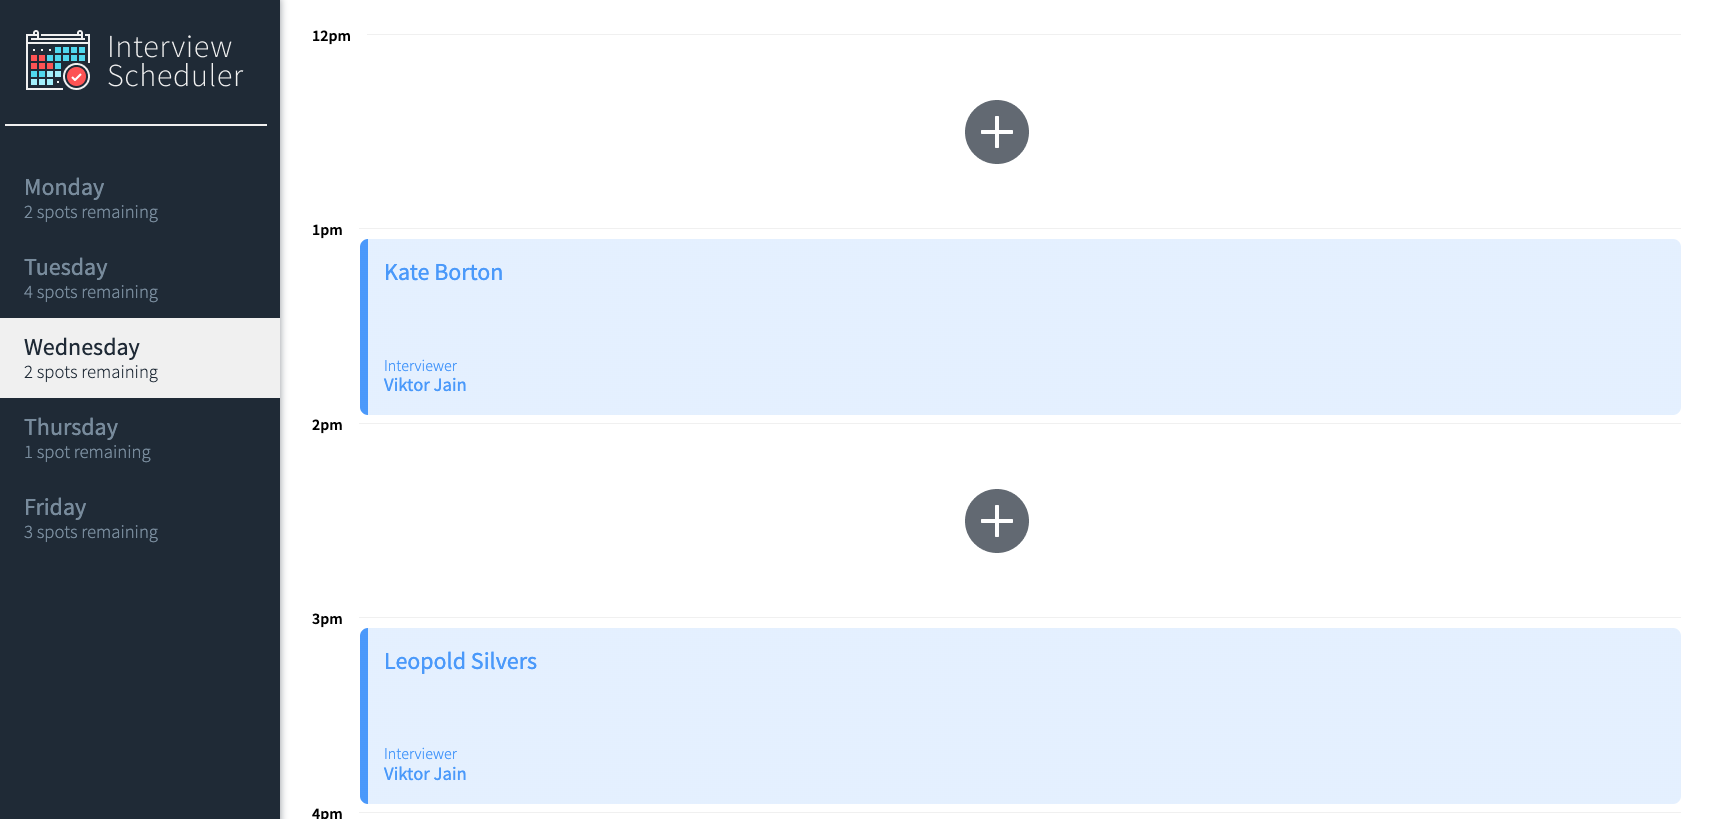 Interview
Scheduler
Monday
2 spots remaining
Tuesday
4 spots remaining
Wednesday
2 spots remaining
Thursday
1 spot remaining
Friday
3 spots remaining
12pm
1pm
Kate Borton
Interviewer
Viktor Jain
2pm
3pm
Leopold Silvers
Interviewer
Viktor Jain
4pm